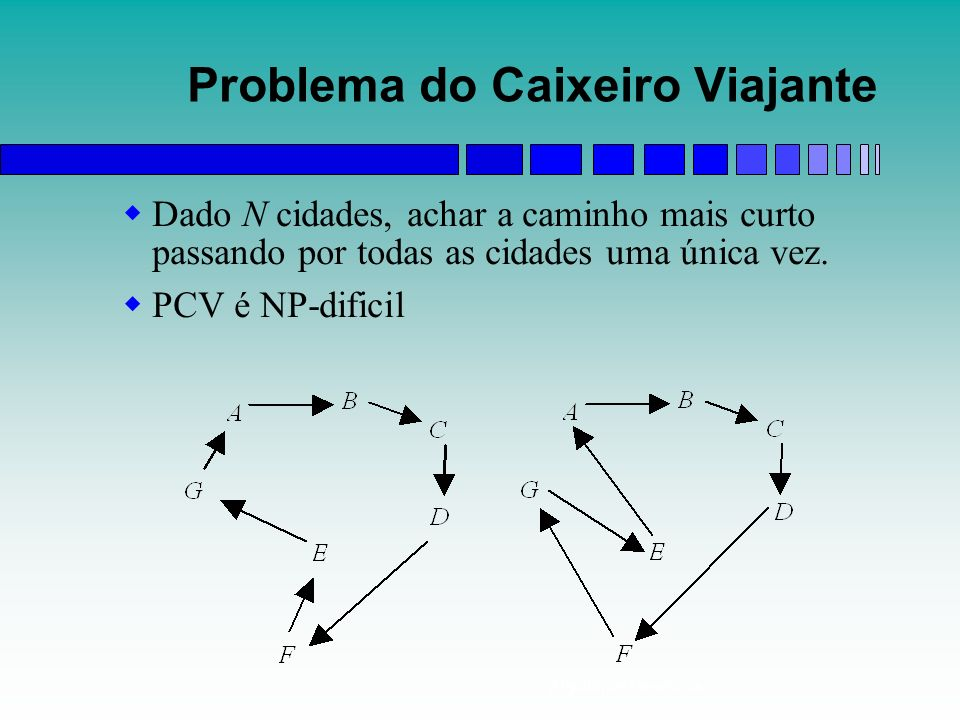 Problema do Caixeiro Viajante
Dado N cidades, achar a caminho mais curto
passando por todas as cidades uma única vez.
PCV é NP-dificil
A
B
C
G
D
E
F
A
B
C
G
D
E
F